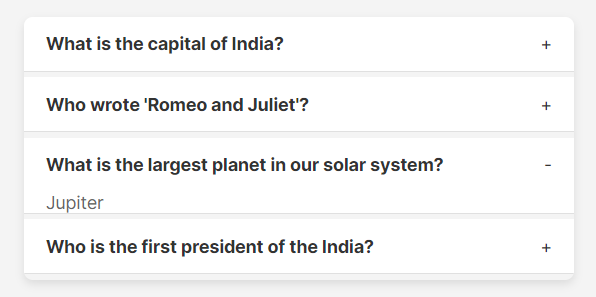 What is the capital of India? +
Who wrote 'Romeo and Juliet'? +
What is the largest planet in our solar system? -
Jupiter
Who is the first president of the India? +